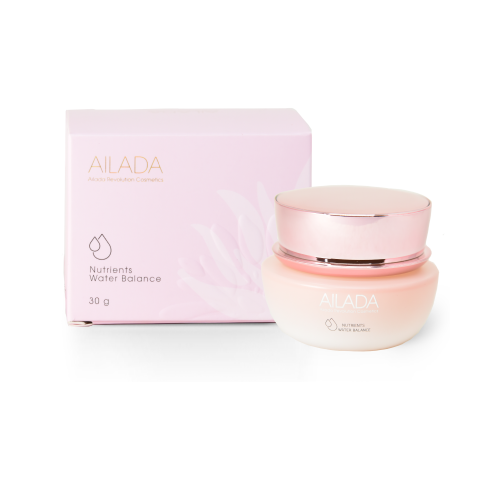 AILADA
Nutrients
Water Balance
30 g
AILADA
NUTRIENTS
WATER BALANCE